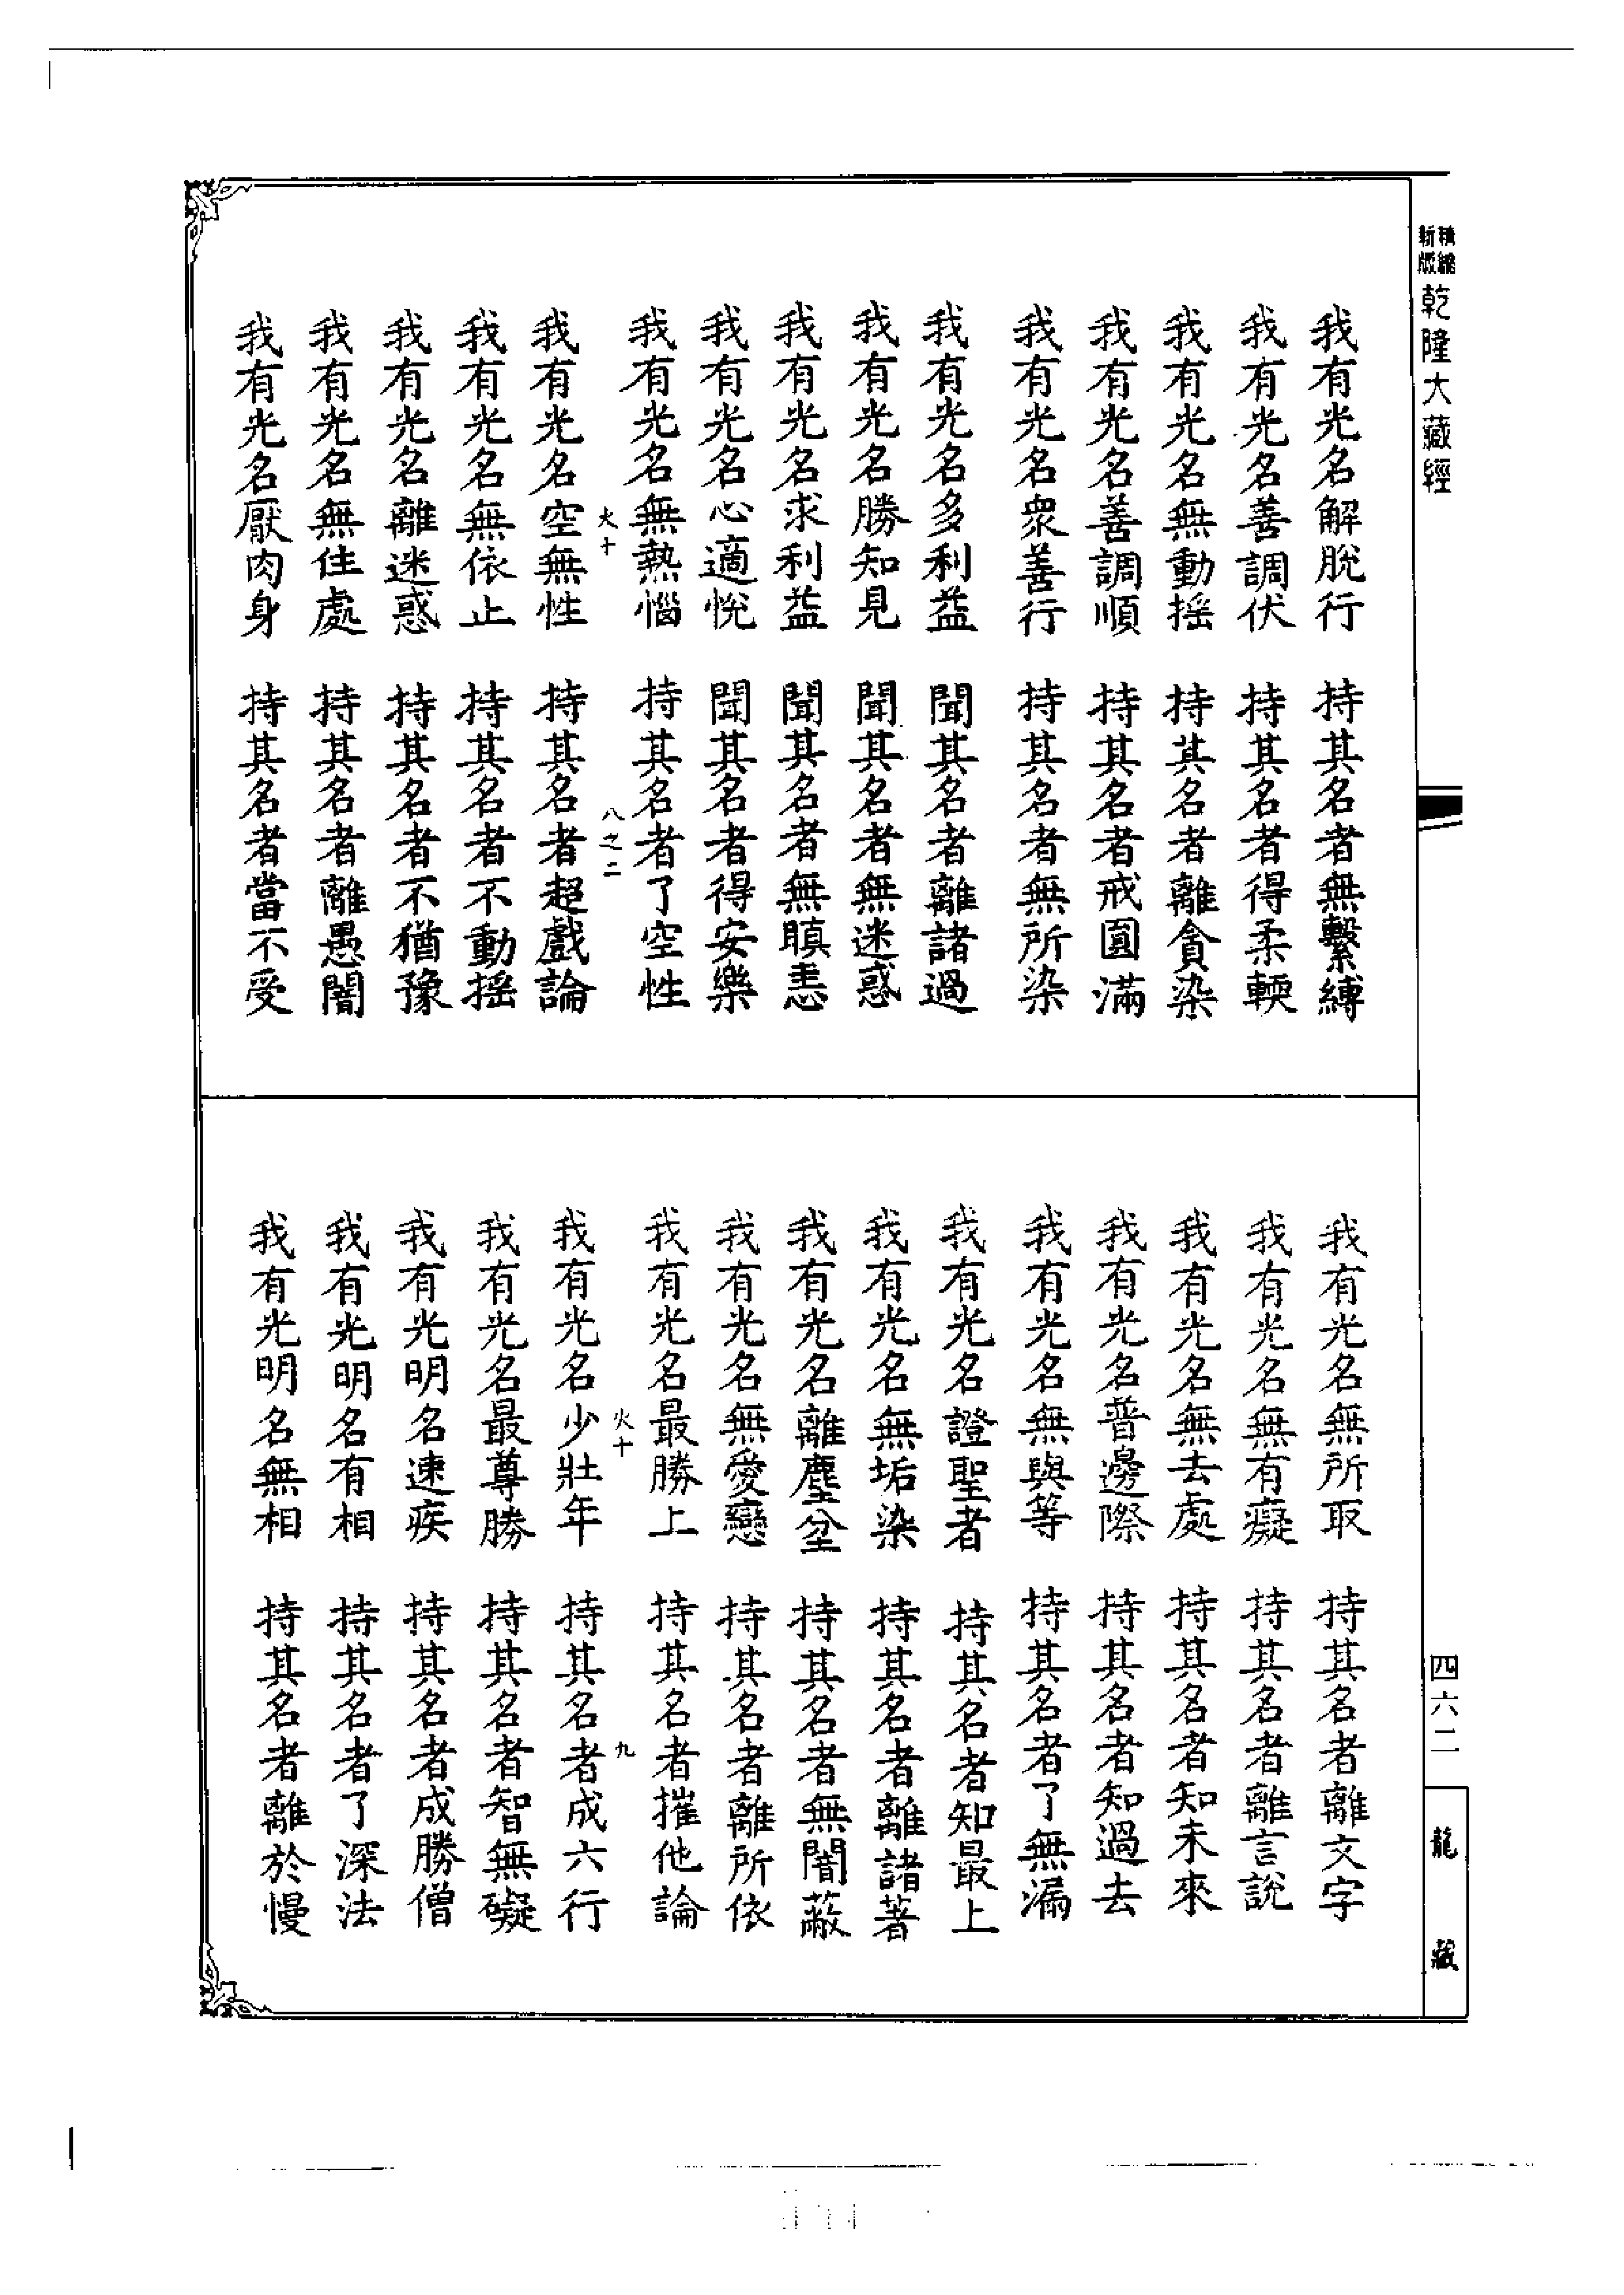 精縮新版 乾隆大藏經
我有光名解脫行 持其名者無繫縛
我有光名善調伏 持其名者得柔輭
我有光名無動搖 持其名者離貪染
我有光名善調順 持其名者戒圓滿
我有光名衆善行 持其名者無所染
我有光名多利益 聞其名者離諸過
我有光名勝知見 聞其名者無迷惑
我有光名求利益 聞其名者無瞋恚
我有光名心適悅 聞其名者得安樂
我有光名無熱惱 持其名者了空性
火十 八之二
我有光名空無性 持其名者超戲論
我有光名無依止 持其名者不動搖
我有光名離迷惑 持其名者不猶豫
我有光名無住處 持其名者離愚闇
我有光名厭肉身 持其名者當不受
我有光名無所取 持其名者離文字
我有光名無有癡 持其名者離言說
我有光名無去處 持其名者知未來
我有光名普邊際 持其名者知過去
我有光名無與等 持其名者了無漏
我有光名證聖者 持其名者知最上
我有光名無垢染 持其名者離諸著
我有光名離塵坌 持其名者無闇蔽
我有光名無愛戀 持其名者離所依
我有光名最勝上 持其名者摧他論
火十 九
我有光名少壯年 持其名者成六行
我有光名最尊勝 持其名者智無礙
我有光明名速疾 持其名者成勝僧
我有光明名有相 持其名者了深法
我有光明名無相 持其名者離於慢
四六二
龍藏